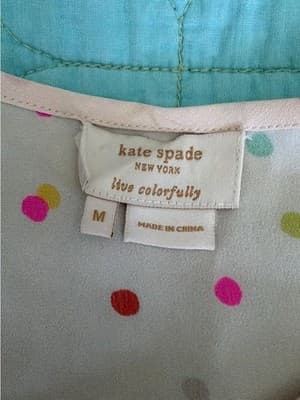 kate spade
NEW YORK
live colorfully
M
MADE IN CHINA